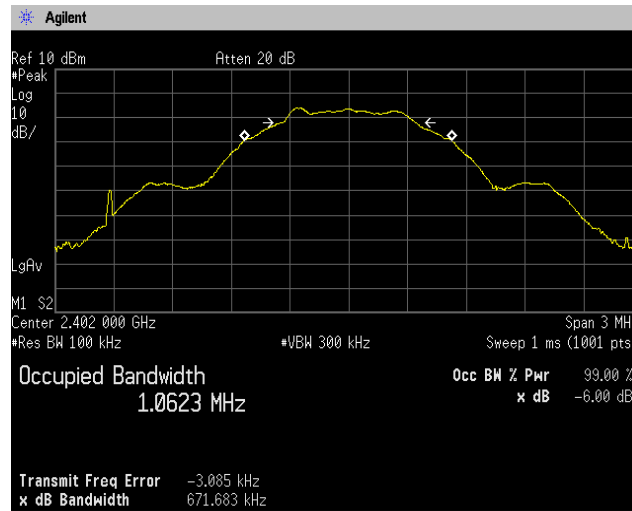 Agilent
Ref 10 dBm Atten 20 dB
#Peak
Log
10
dB/
LgAv
M1 S2
Center 2.402 000 GHz Span 3 MH
#Res BW 100 kHz #VBW 300 kHz Sweep 1 ms (1001 pts
Occupied Bandwidth Occ BW % Pwr 99.00 %
1.0623 MHz x dB -6.00 dB
Transmit Freq Error -3.085 kHz
x dB Bandwidth 671.683 kHz